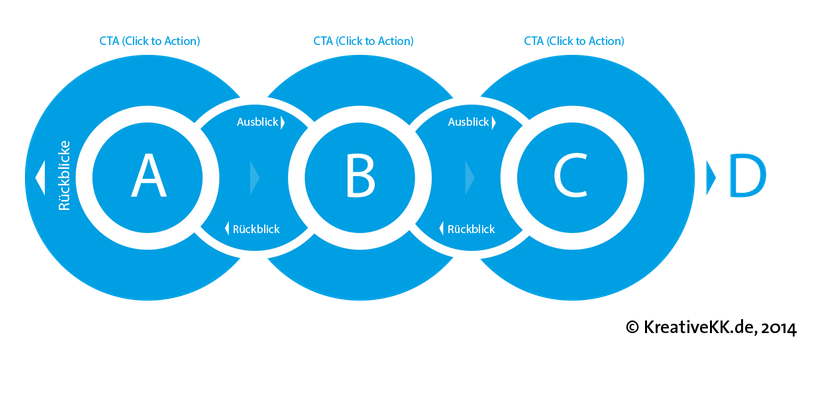 CTA (Click to Action)
CTA (Click to Action)
CTA (Click to Action)
Rückblicke
A
Ausblick
Rückblick
B
Ausblick
Rückblick
C
D
© KreativeKK.de, 2014